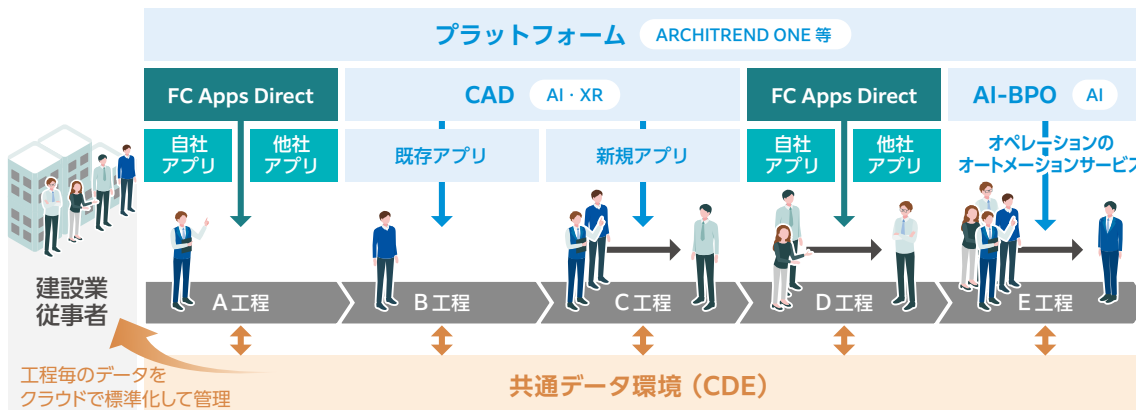 プラットフォーム ARCHITREND ONE 等
FC Apps Direct
CAD AI・XR
FC Apps Direct
AI-BPO AI
自社
アプリ
他社
アプリ
既存アプリ
新規アプリ
自社
アプリ
他社
アプリ
オペレーションの
オートメーションサービス
建設業
従事者
A工程
B工程
C工程
D工程
E工程
工程毎のデータを
クラウドで標準化して管理
共通データ環境(CDE)